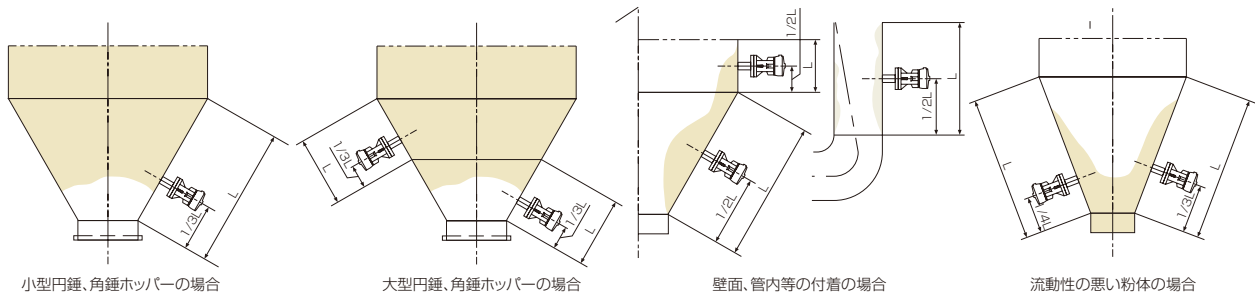 1/3L
L
小型円錘、角錘ホッパーの場合
L
1/3L
1/3L
L
大型円錘、角錘ホッパーの場合
1/2L
L
1/2L
L
1/2L
L
壁面、管内等の付着の場合
L
1/4L
1/3L
L
流動性の悪い粉体の場合